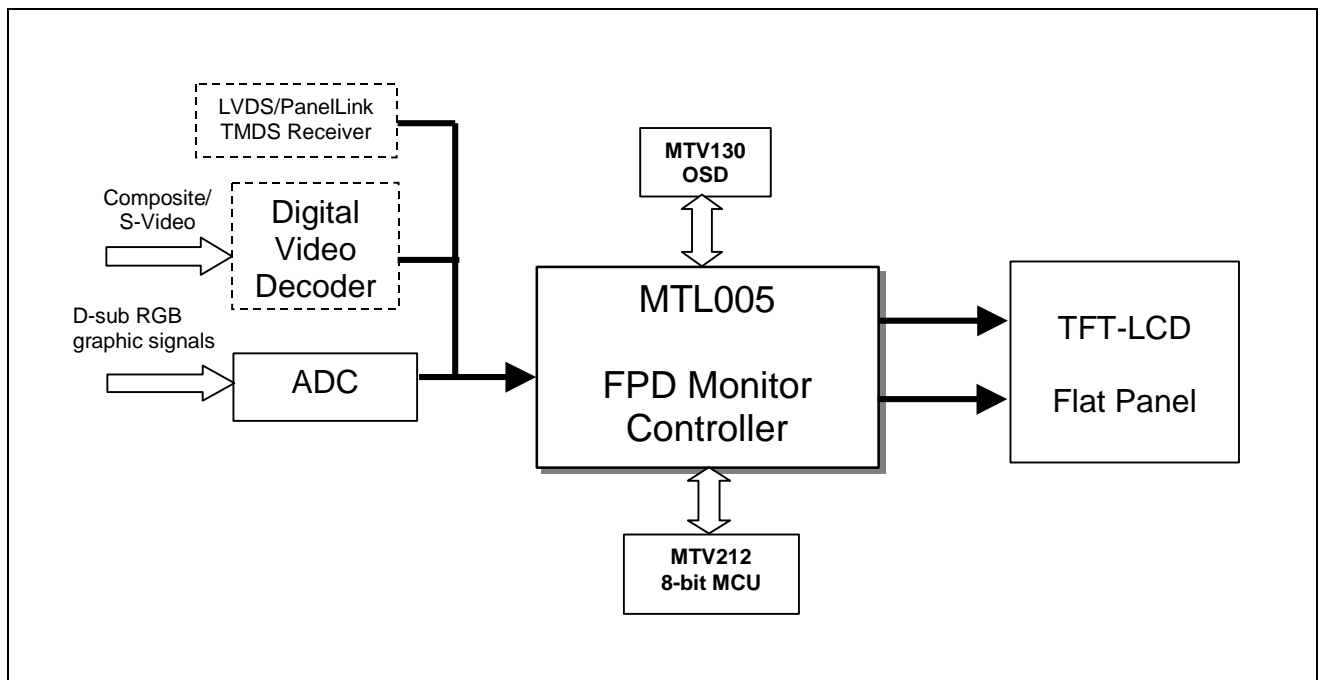 LVDS/PanelLink
TMDS Receiver
MTV130
OSD
Composite/
S-Video
Digital
Video
Decoder
D-sub RGB
graphic signals
ADC
MTL005
FPD Monitor
Controller
TFT-LCD
Flat Panel
MTV212
8-bit MCU